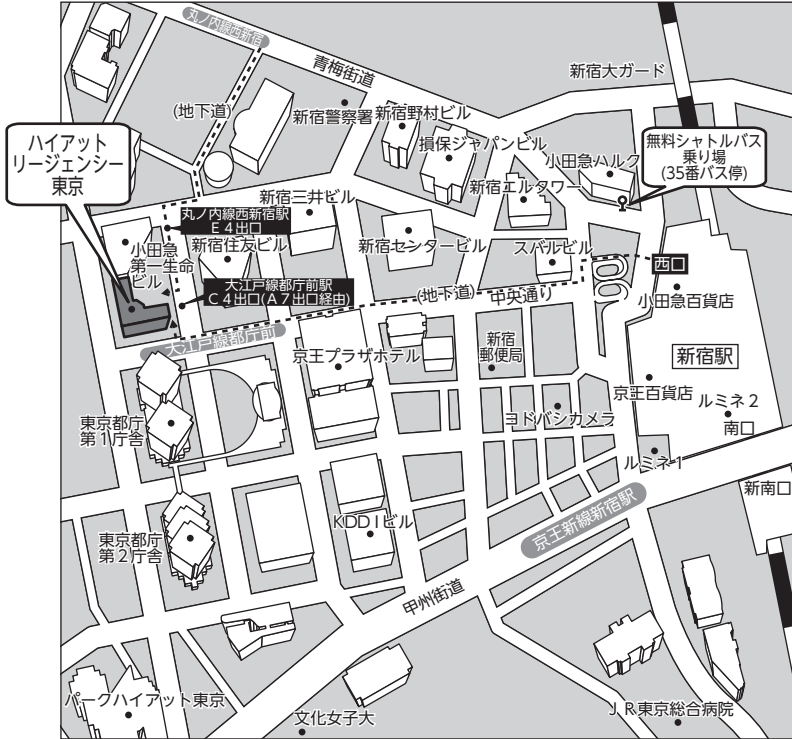 丸ノ内線西新宿
青梅街道
新宿大ガード
(地下道)
新宿警察署
新宿野村ビル
損保ジャパンビル
小田急ハルク
無料シャトルバス
乗り場
(35番バス停)
ハイアット
リージェンシー
東京
新宿三井ビル
新宿エルタワー
丸ノ内線西新宿駅
E4出口
小田急
第一生命
ビル
新宿住友ビル
新宿センタービル
スバルビル
西口
大江戸線都庁前駅
C4出口(A7出口経由)
(地下道)
中央通り
小田急百貨店
大江戸線都庁前
京王プラザホテル
新宿
郵便局
新宿駅
京王百貨店
ルミネ2
南口
東京都庁
第1庁舎
ヨドバシカメラ
ルミネ1
新南口
KDDIビル
京王新線新宿駅
東京都庁
第2庁舎
甲州街道
パークハイアット東京
文化女子大
JR東京総合病院